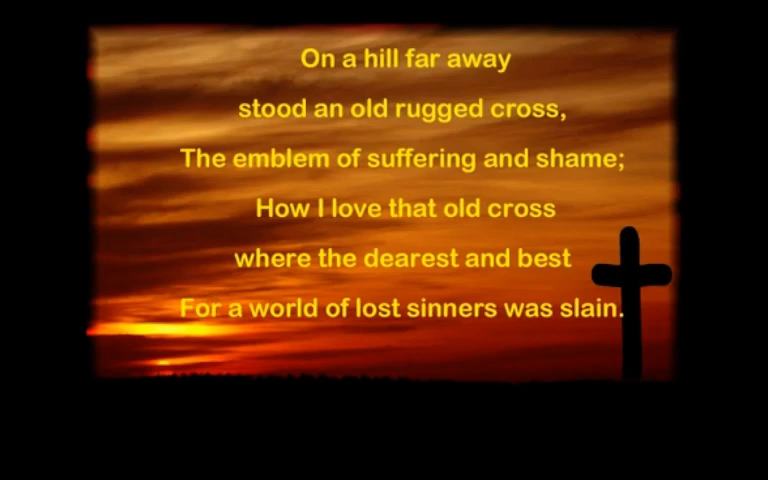 On a hill far away
stood an old rugged cross,
The emblem of suffering and shame;
How I love that old cross
where the dearest and best
For a world of lost sinners was slain.